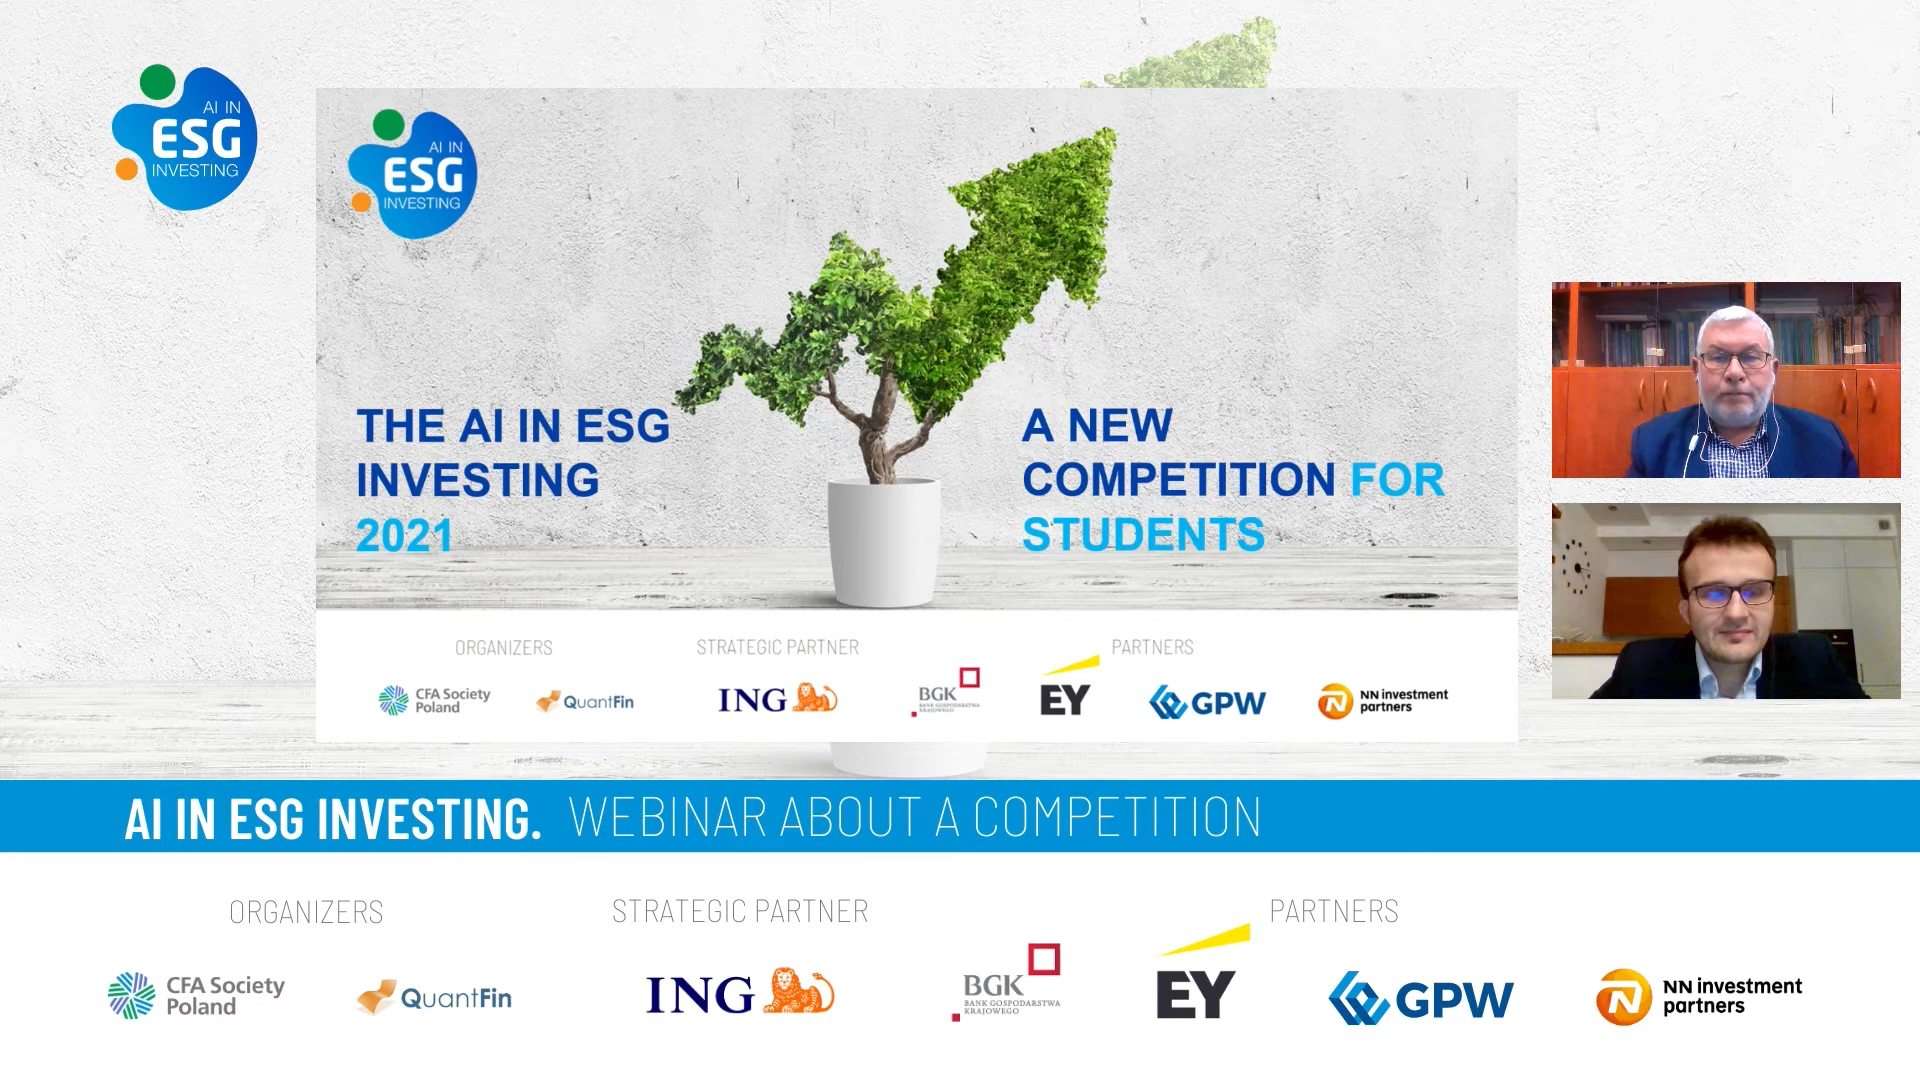 AI IN
ESG
INVESTING
AI IN
ESG
INVESTING
THE AI IN ESG
INVESTING
2021
A NEW
COMPETITION FOR
STUDENTS
ORGANIZERS
STRATEGIC PARTNER
PARTNERS
CFA Society
Poland
QuantFin
ING
BGK
BANK GOSPODARSTWA
KRAJOWEGO
EY
GPW
NN investment
partners
AI IN ESG INVESTING. WEBINAR ABOUT A COMPETITION
ORGANIZERS
STRATEGIC PARTNER
PARTNERS
CFA Society
Poland
QuantFin
ING
BGK
BANK GOSPODARSTWA
KRAJOWEGO
EY
GPW
NN investment
partners